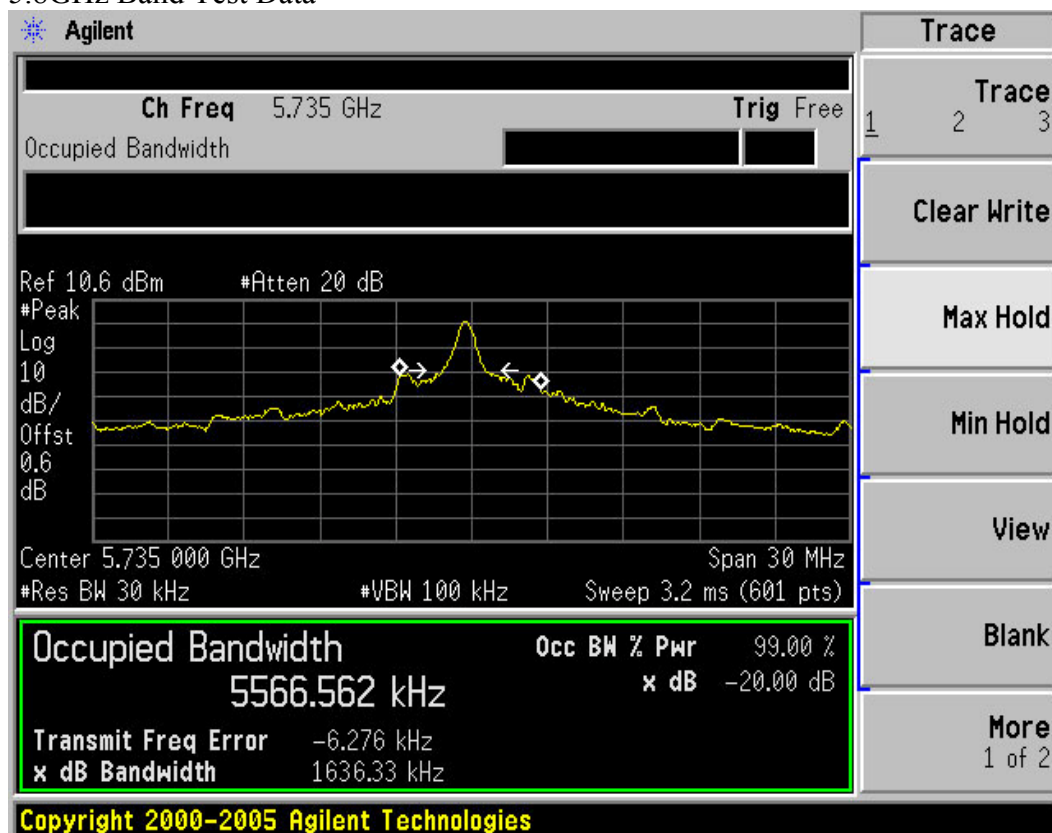 5.8GHz Band Test Data
Agilent
Trace
Ch Freq 5.735 GHz
Trig Free
Occupied Bandwidth
Trace
1 2 3
Clear Write
Max Hold
Min Hold
View
Blank
More
1 of 2
Ref 10.6 dBm #Atten 20 dB
#Peak
Log
10
dB/
Offst
0.6
dB
Center 5.735 000 GHz Span 30 MHz
#Res BW 30 kHz #VBW 100 kHz Sweep 3.2 ms (601 pts)
Occupied Bandwidth
5566.562 kHz
Occ BW % Pwr 99.00 %
x dB -20.00 dB
Transmit Freq Error -6.276 kHz
x dB Bandwidth 1636.33 kHz
Copyright 2000-2005 Agilent Technologies